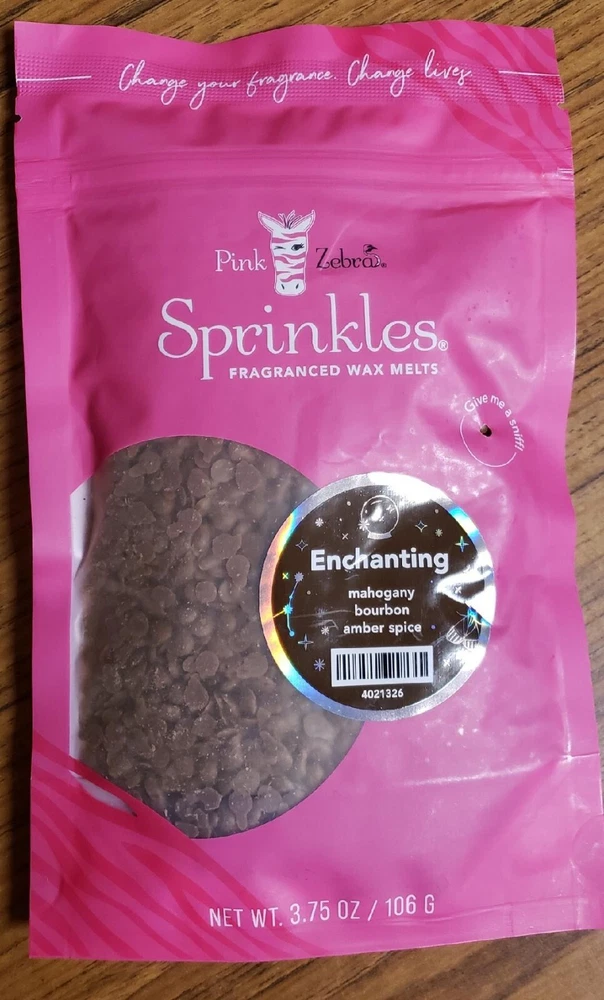 Change your fragrance. Change lives.
Pink Zebra®
Sprinkles®
FRAGRANCED WAX MELTS
Give me a sniff!
Enchanting
mahogany
bourbon
amber spice
4021326
NET WT. 3.75 OZ / 106 G